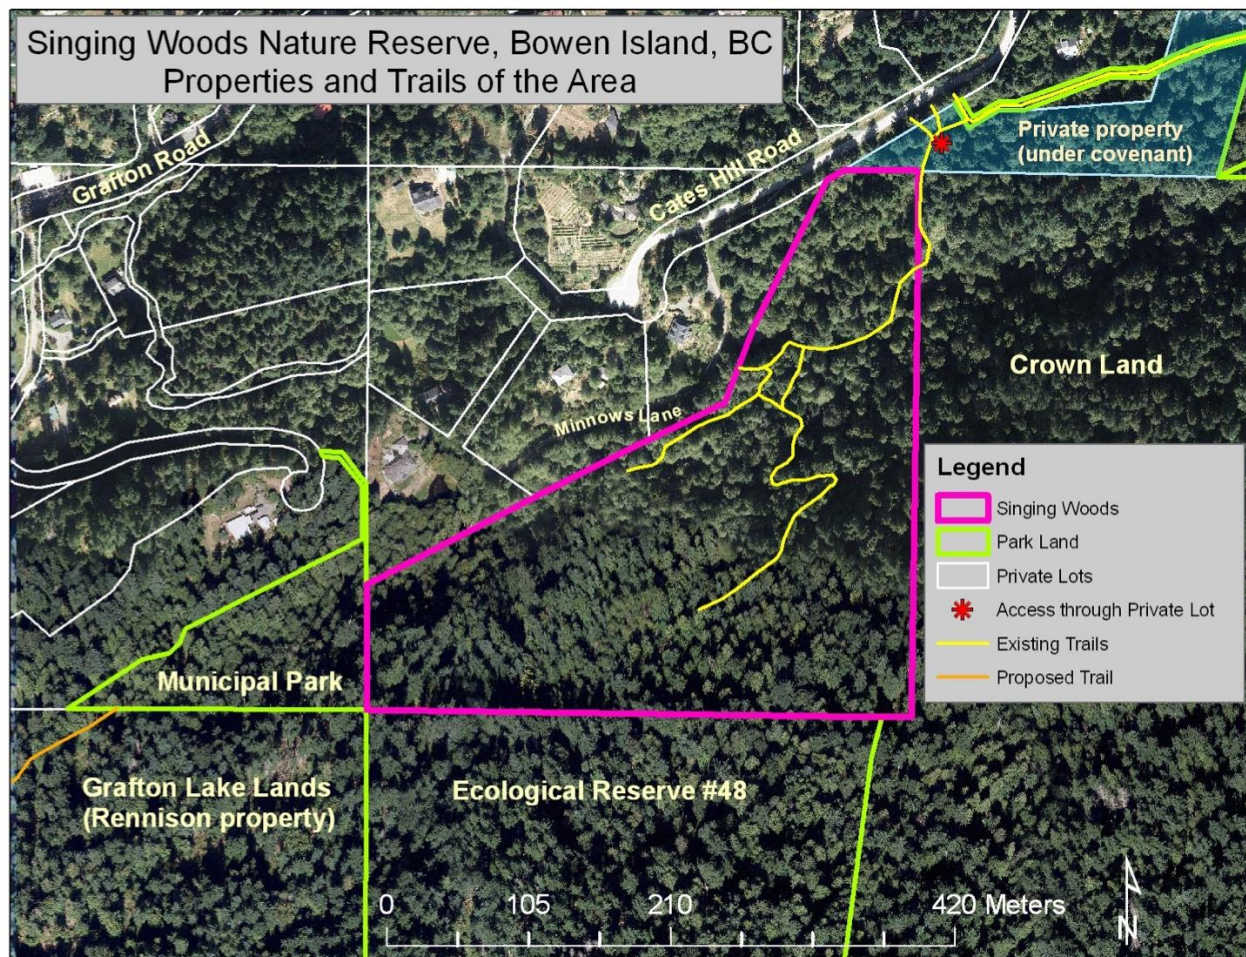 Singing Woods Nature Reserve, Bowen Island, BC
Properties and Trails of the Area
Grafton Road
Cates Hill Road
Private property
(under covenant)
Crown Land
Minnows Lane
Legend
Singing Woods
Park Land
Private Lots
Access through Private Lot
Existing Trails
Proposed Trail
Municipal Park
Grafton Lake Lands
(Rennison property)
Ecological Reserve #48
0 105 210 420 Meters
N